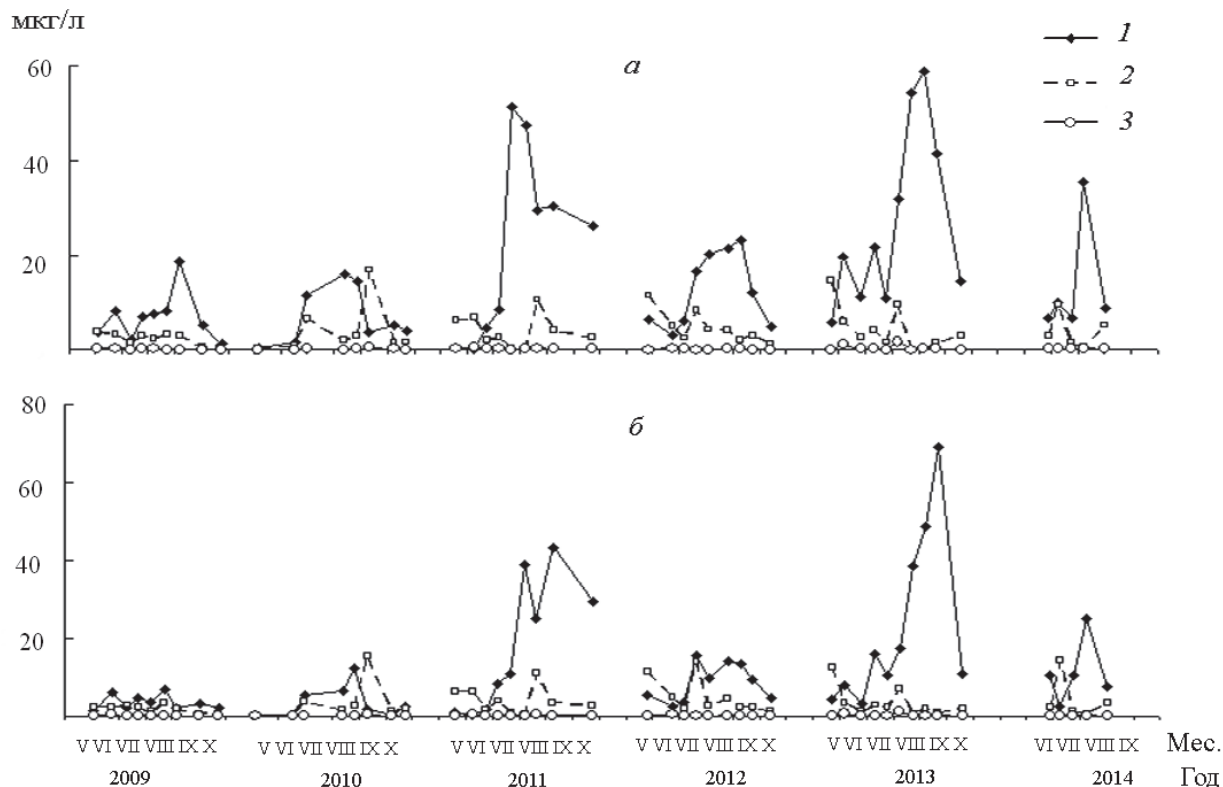 мкг/л
а
1
2
3
60
40
20
б
80
60
40
20
V VI VII VIII IX X V VI VII VIII IX X V VI VII VIII IX X V VI VII VIII IX X V VI VII VIII IX X VI VII VIII IX Мес.
2009 2010 2011 2012 2013 2014 Год